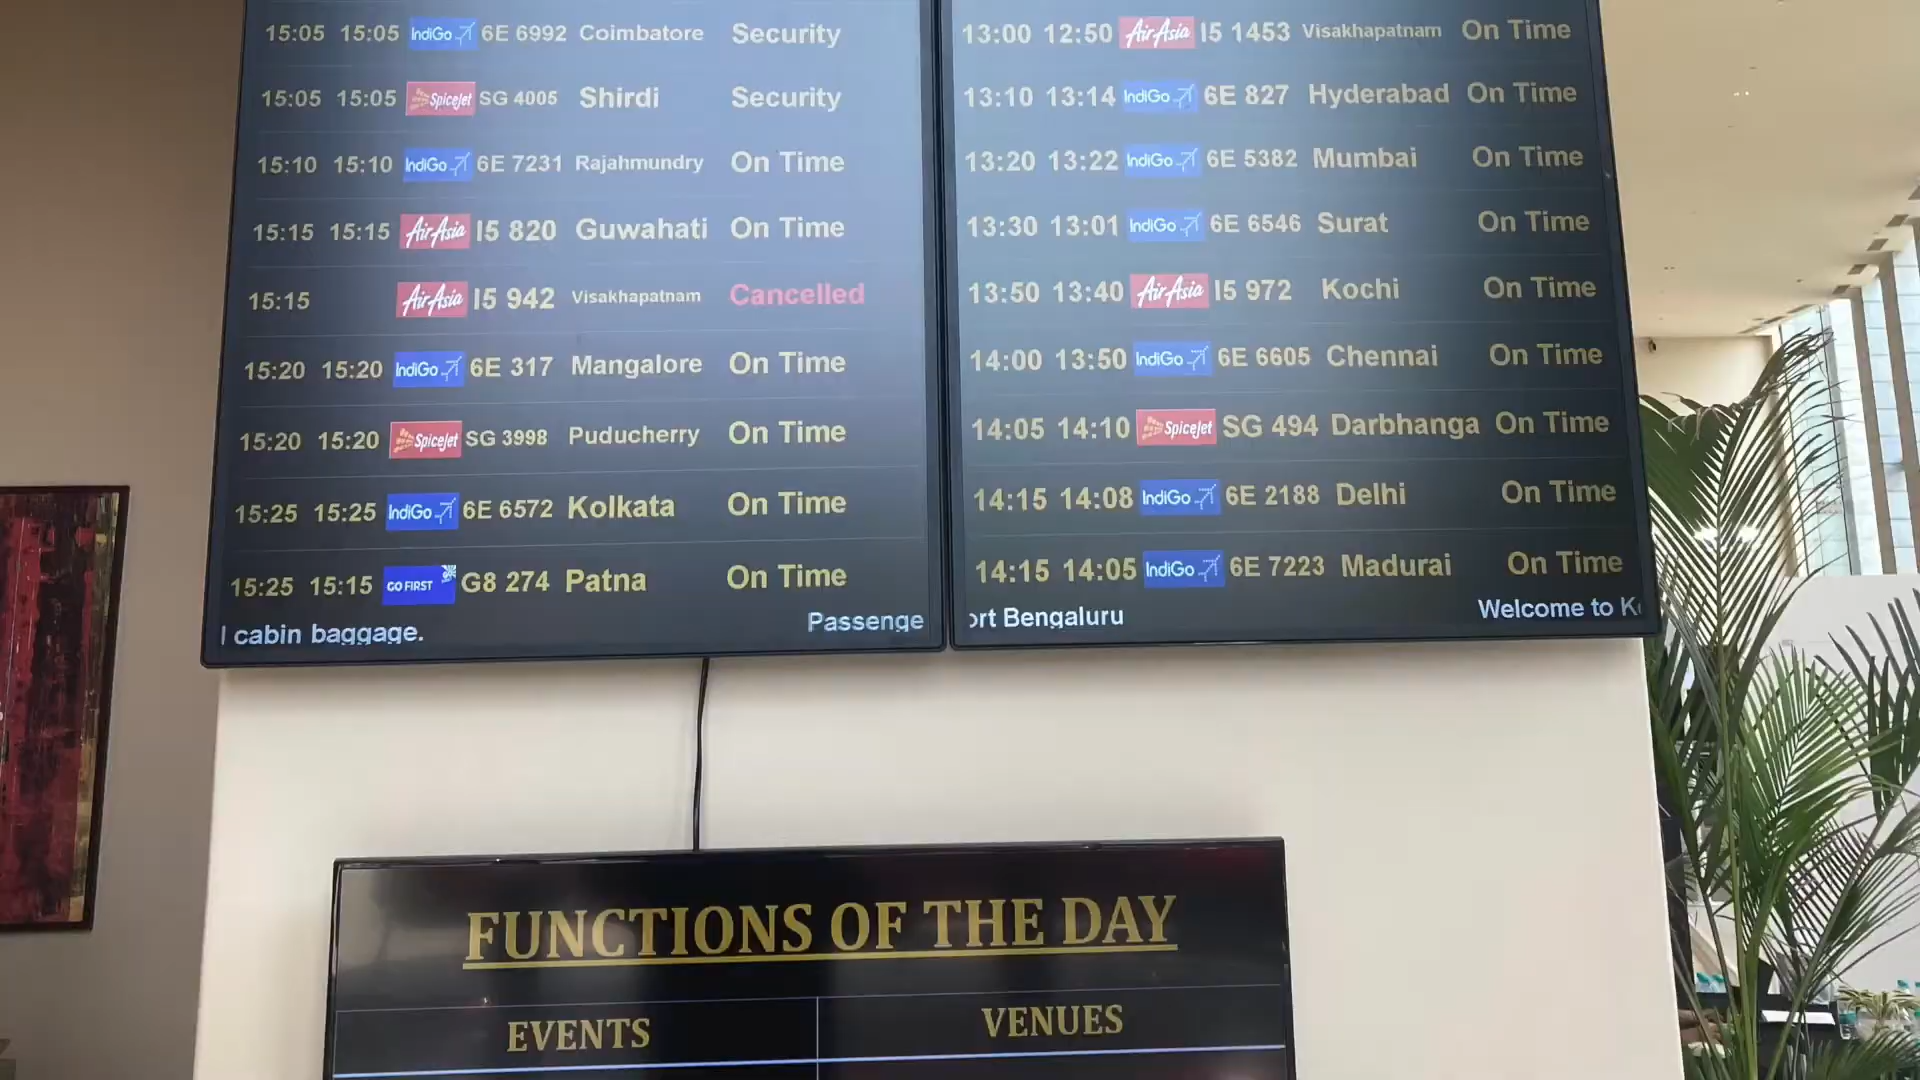 15:05 15:05 IndiGo 6E 6992 Coimbatore Security
15:05 15:05 SpiceJet SG 4005 Shirdi Security
15:10 15:10 IndiGo 6E 7231 Rajahmundry On Time
15:15 15:15 AirAsia I5 820 Guwahati On Time
15:15 AirAsia I5 942 Visakhapatnam Cancelled
15:20 15:20 IndiGo 6E 317 Mangalore On Time
15:20 15:20 SpiceJet SG 3998 Puducherry On Time
15:25 15:25 IndiGo 6E 6572 Kolkata On Time
15:25 15:15 GO FIRST G8 274 Patna On Time
l cabin baggage. Passenge
13:00 12:50 AirAsia I5 1453 Visakhapatnam On Time
13:10 13:14 IndiGo 6E 827 Hyderabad On Time
13:20 13:22 IndiGo 6E 5382 Mumbai On Time
13:30 13:01 IndiGo 6E 6546 Surat On Time
13:50 13:40 AirAsia I5 972 Kochi On Time
14:00 13:50 IndiGo 6E 6605 Chennai On Time
14:05 14:10 SpiceJet SG 494 Darbhanga On Time
14:15 14:08 IndiGo 6E 2188 Delhi On Time
14:15 14:05 IndiGo 6E 7223 Madurai On Time
ort Bengaluru Welcome to K
FUNCTIONS OF THE DAY
EVENTS VENUES